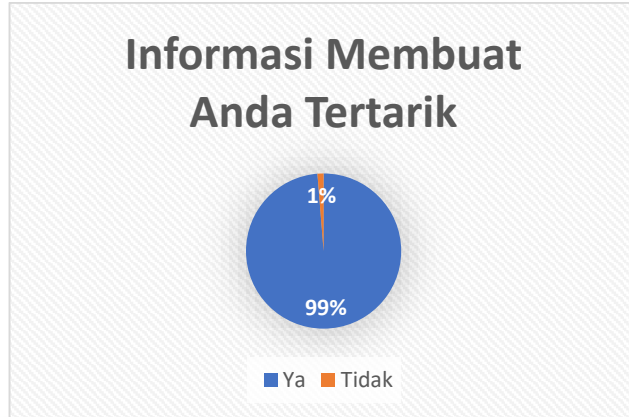 Informasi Membuat
Anda Tertarik
1%
99%
Ya Tidak